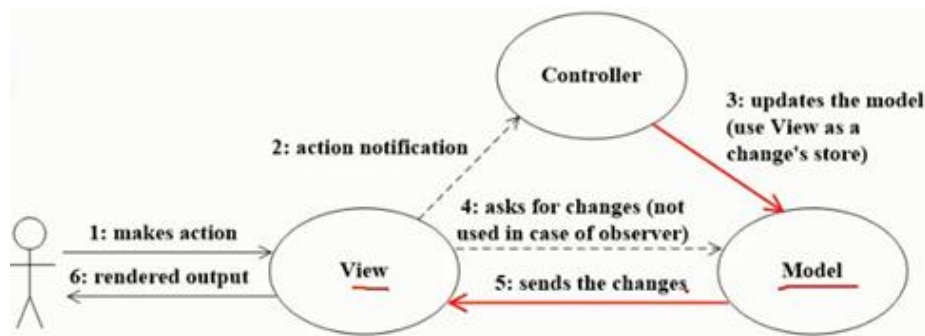 Controller
3: updates the model
(use View as a
change's store)
2: action notification
4: asks for changes (not
used in case of observer)
1: makes action
6: rendered output
View
5: sends the changes
Model